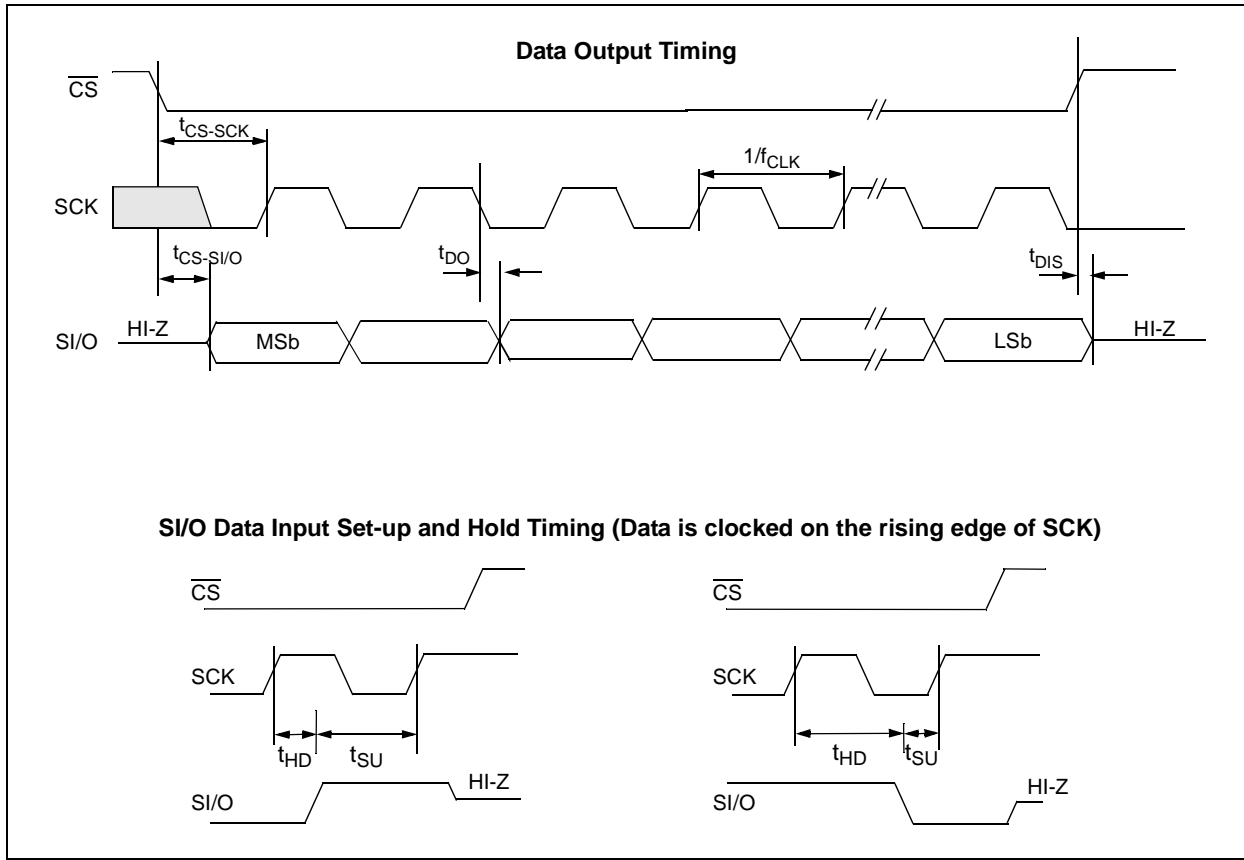 Data Output Timing
CS
tCS-SCK
1/fCLK
SCK
tCS-SI/O
tDO
tDIS
SI/O
HI-Z
MSb
LSb
HI-Z
SI/O Data Input Set-up and Hold Timing (Data is clocked on the rising edge of SCK)
CS
CS
SCK
SCK
tHD
tSU
tHD
tSU
SI/O
HI-Z
SI/O
HI-Z